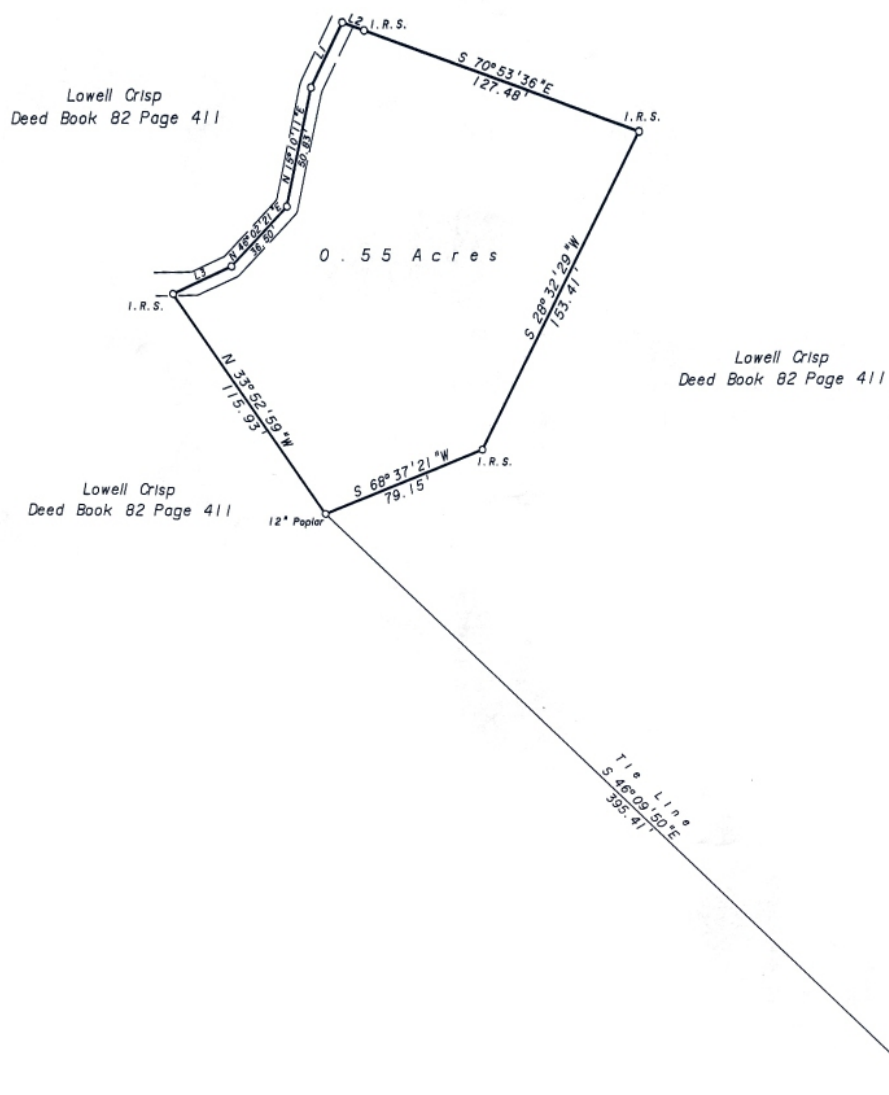 L2 I.R.S.
L1
S 70°53'36"E
127.48'
Lowell Crisp
Deed Book 82 Page 411
I.R.S.
N 15°10'11"E
50.83'
N 46°02'21"E
36.50'
0.55 Acres
L3
I.R.S.
S 28°32'29"W
153.41'
N 33°52'59"W
115.93'
Lowell Crisp
Deed Book 82 Page 411
S 68°37'21"W
79.15'
I.R.S.
Lowell Crisp
Deed Book 82 Page 411
12" Poplar
Tie Line
S 46°09'50"E
395.41'